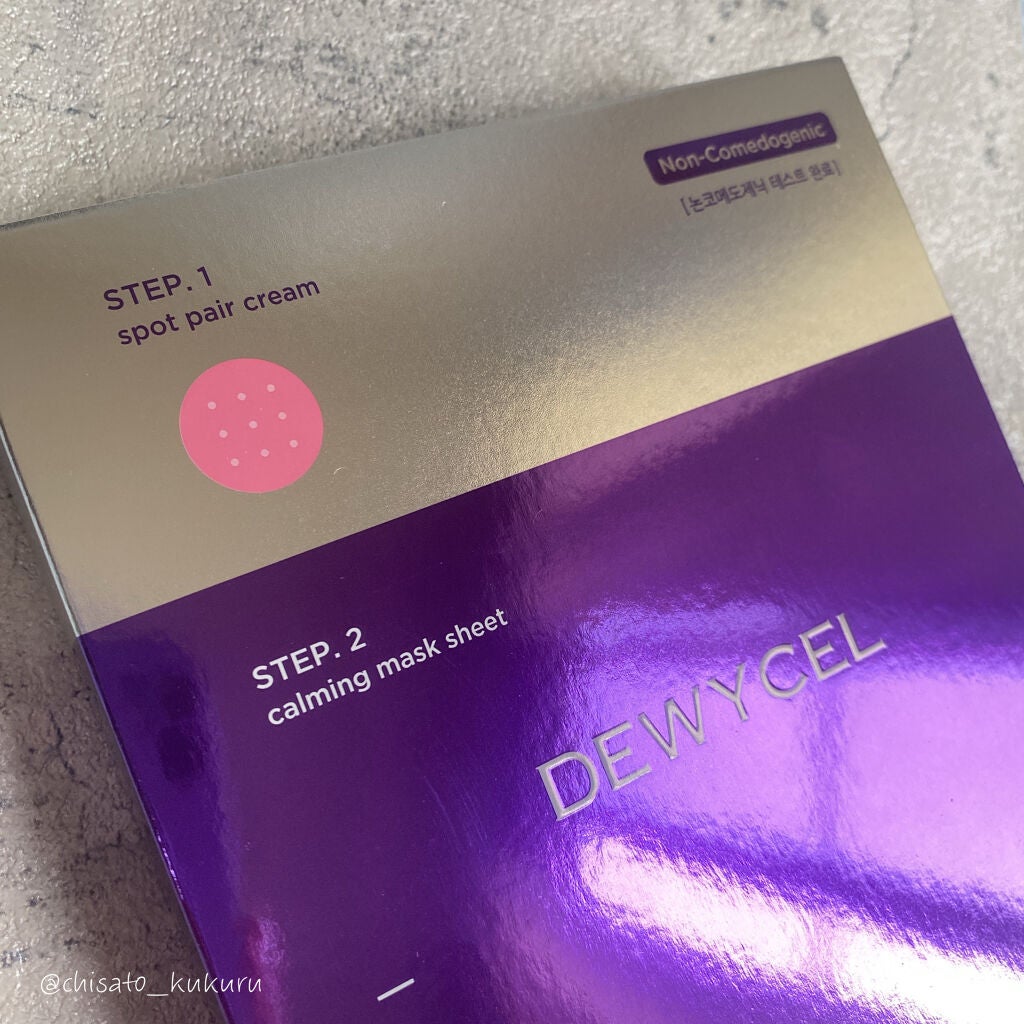 Non-Comedogenic
[논코메도제닉 테스트 완료]
STEP. 1
spot pair cream
STEP. 2
calming mask sheet
DEWYCEL
@chisato_kukuru